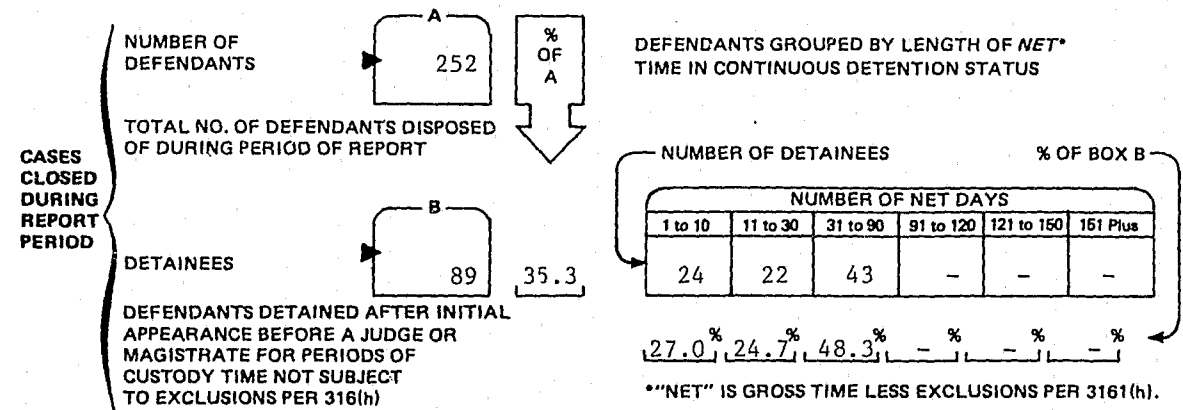 CASES
CLOSED
DURING
REPORT
PERIOD
NUMBER OF
DEFENDANTS
A
252
%
OF
A
TOTAL NO. OF DEFENDANTS DISPOSED
OF DURING PERIOD OF REPORT
DETAINEES
B
89
35.3
DEFENDANTS DETAINED AFTER INITIAL
APPEARANCE BEFORE A JUDGE OR
MAGISTRATE FOR PERIODS OF
CUSTODY TIME NOT SUBJECT
TO EXCLUSIONS PER 316(h)
DEFENDANTS GROUPED BY LENGTH OF NET*
TIME IN CONTINUOUS DETENTION STATUS
NUMBER OF DETAINEES % OF BOX B
NUMBER OF NET DAYS
1 to 10 11 to 30 31 to 90 91 to 120 121 to 150 151 Plus
24 22 43 – – –
27.0% 24.7% 48.3% –% –% –%
*"NET" IS GROSS TIME LESS EXCLUSIONS PER 3161(h).